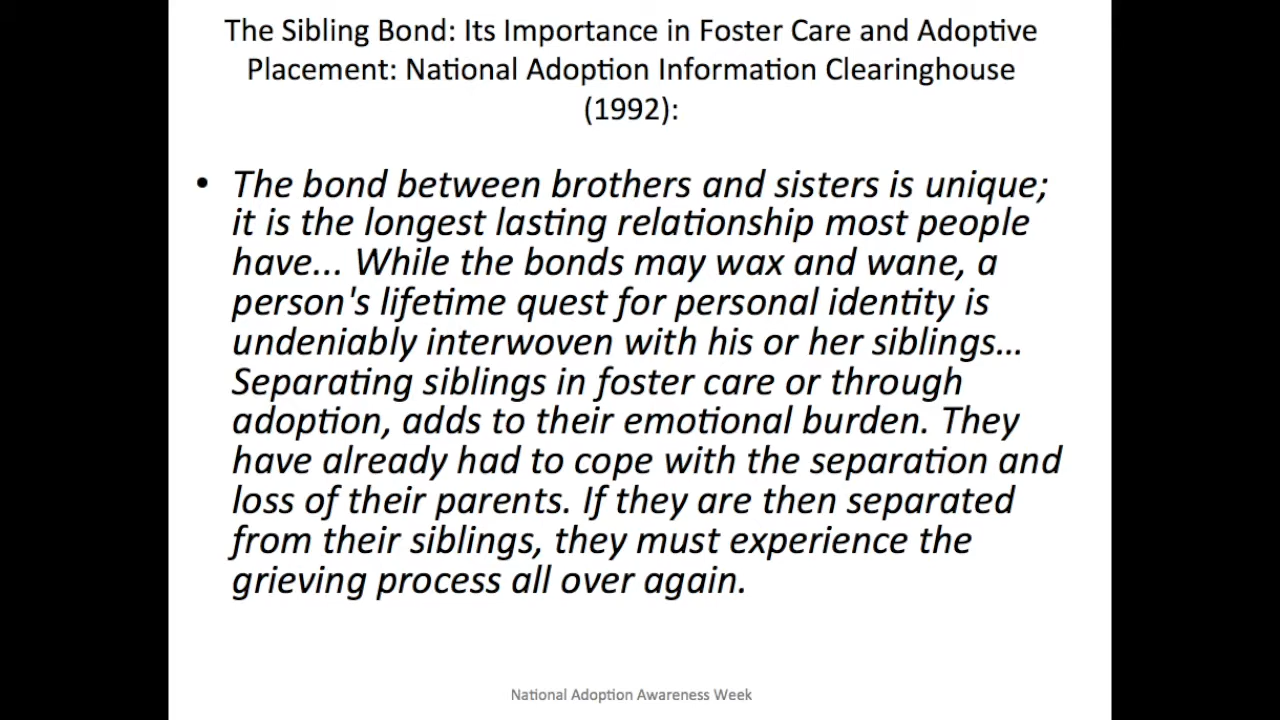 The Sibling Bond: Its Importance in Foster Care and Adoptive
Placement: National Adoption Information Clearinghouse
(1992):
• The bond between brothers and sisters is unique;
it is the longest lasting relationship most people
have... While the bonds may wax and wane, a
person's lifetime quest for personal identity is
undeniably interwoven with his or her siblings...
Separating siblings in foster care or through
adoption, adds to their emotional burden. They
have already had to cope with the separation and
loss of their parents. If they are then separated
from their siblings, they must experience the
grieving process all over again.
National Adoption Awareness Week